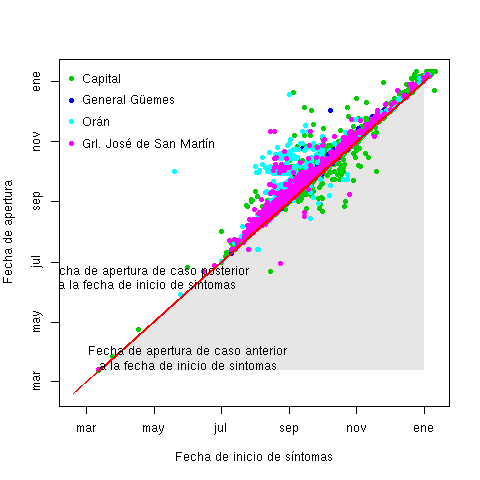 Capital
General Güemes
Orán
Grl. José de San Martín
ene
nov
sep
jul
may
mar
Fecha de apertura
cha de apertura de caso posterior
a la fecha de inicio de síntomas
Fecha de apertura de caso anterior
a la fecha de inicio de síntomas
mar
may
jul
sep
nov
ene
Fecha de inicio de síntomas